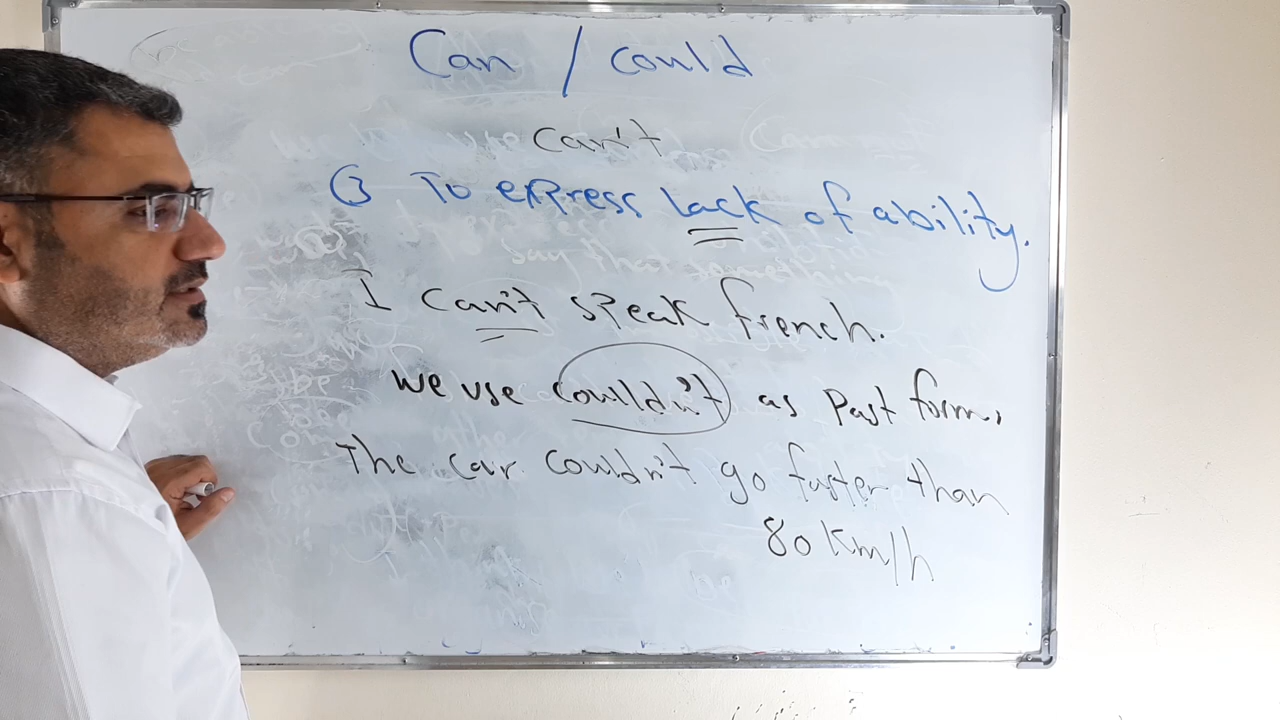 Can / could
Can't
③ To express lack of ability.
I can't speak french.
We use coulldn't as past form.
The car couldn't go faster than
80 km/h